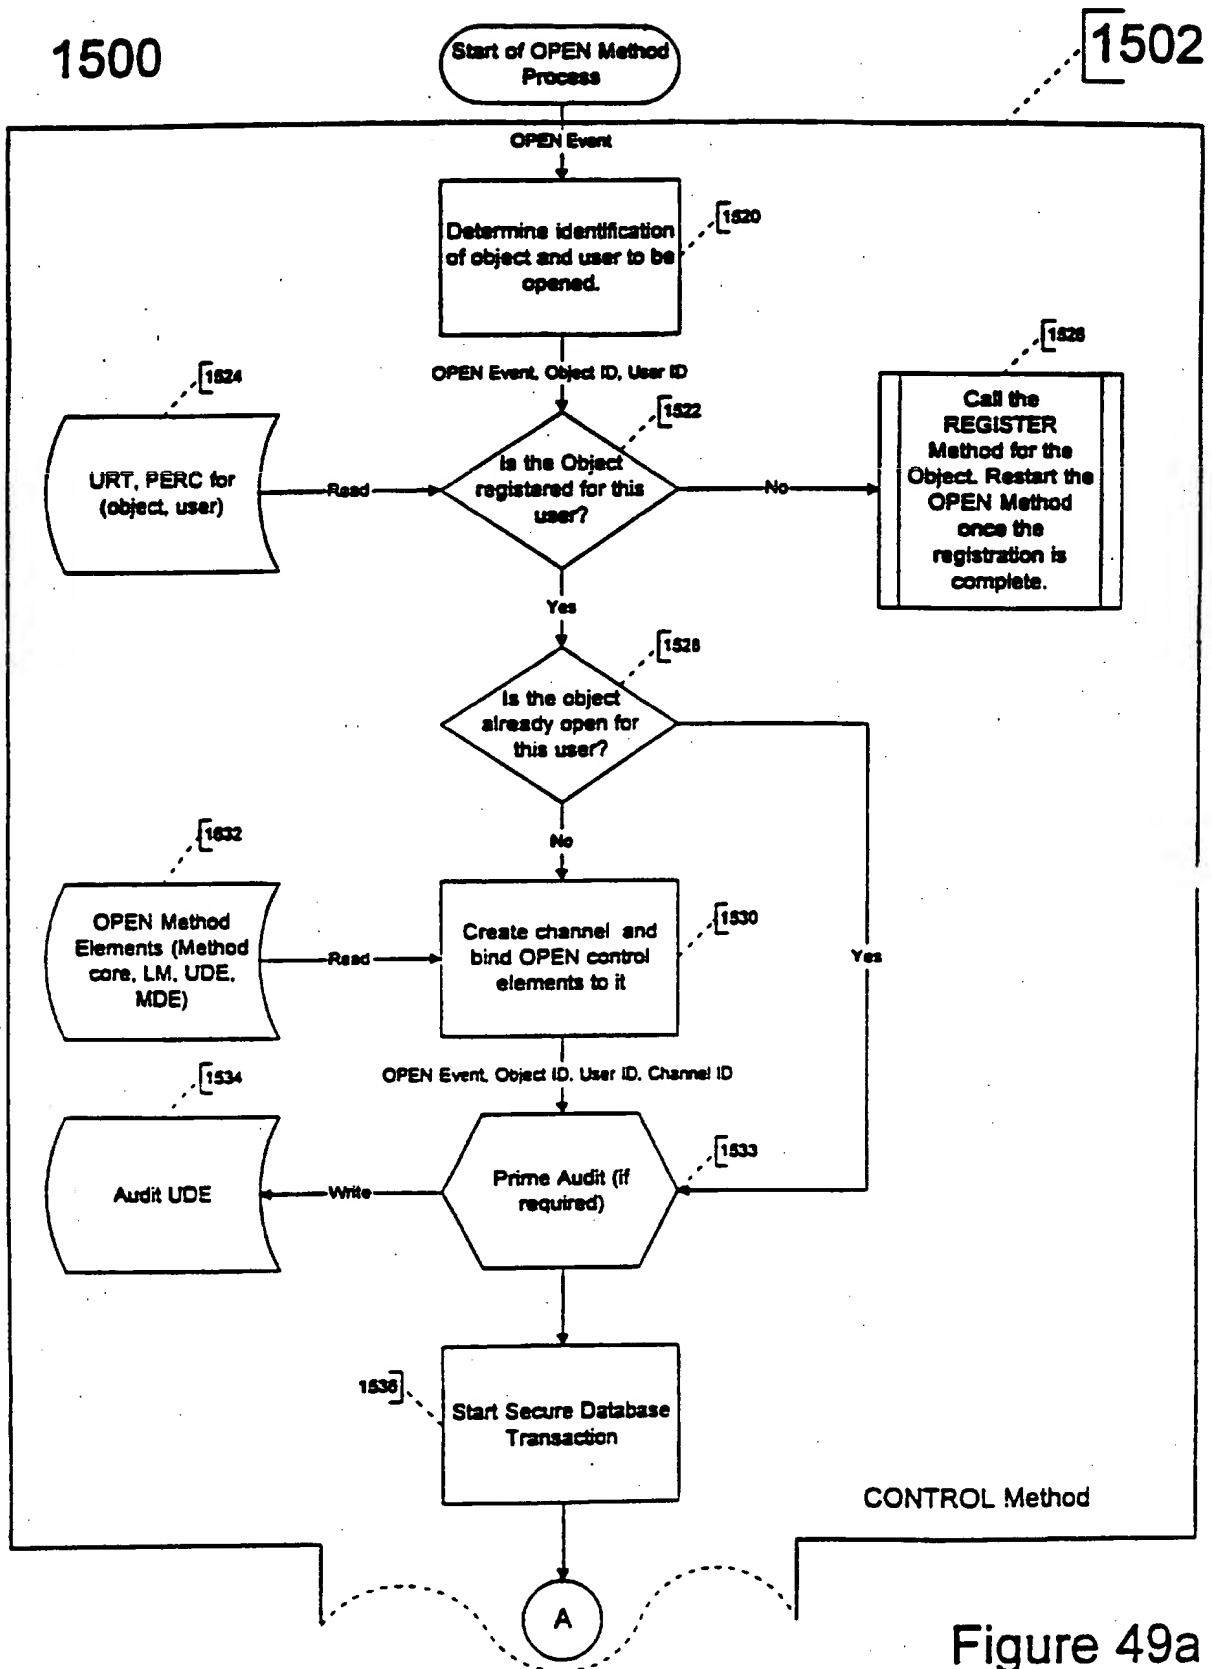 1500
1502
Start of OPEN Method
Process
OPEN Event
1520
Determine identification
of object and user to be
opened.
OPEN Event, Object ID, User ID
1524
URT, PERC for
(object, user)
Read
1522
Is the Object
registered for this
user?
No
1526
Call the
REGISTER
Method for the
Object. Restart the
OPEN Method
once the
registration is
complete.
Yes
1528
Is the object
already open for
this user?
No
Yes
1532
OPEN Method
Elements (Method
core, LM, UDE,
MDE)
Read
1530
Create channel and
bind OPEN control
elements to it
OPEN Event, Object ID, User ID, Channel ID
1534
Audit UDE
Write
1533
Prime Audit (if
required)
1536
Start Secure Database
Transaction
CONTROL Method
A
Figure 49a